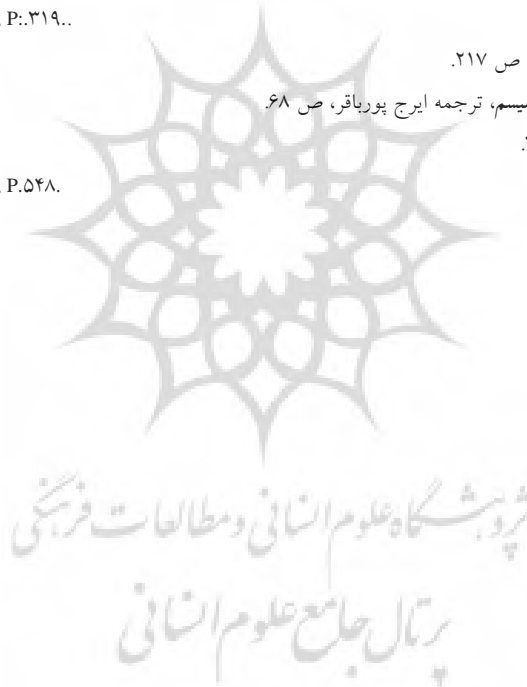 P:.۳۱۹..
ص ۲۱۷.
یسم، ترجمه ایرج پورباقر، ص ۶۸.
P.۵۴۸.
پژوهشگاه علوم انسانی و مطالعات فرهنگی
پرتال جامع علوم انسانی